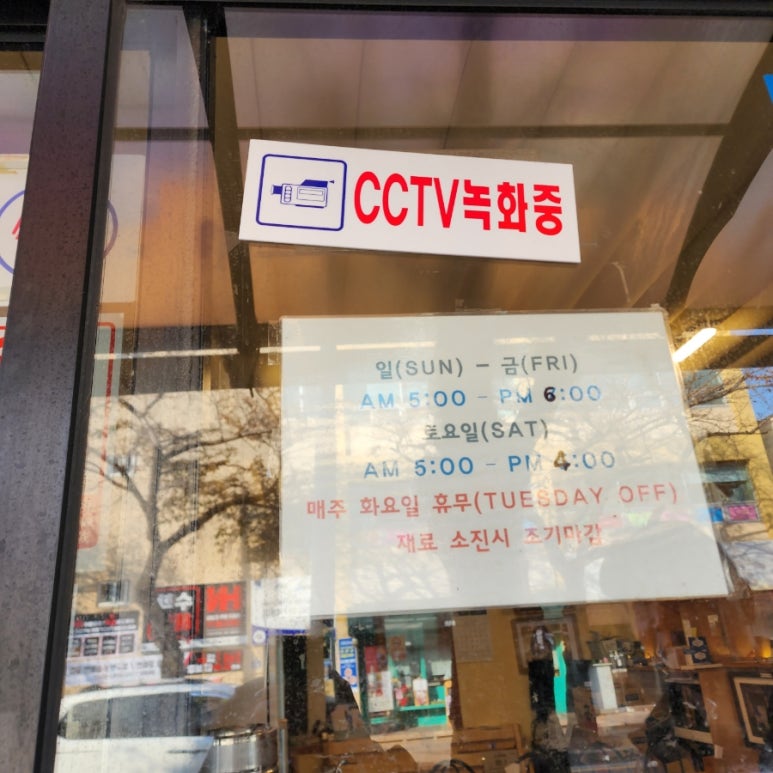 CCTV녹화중
일(SUN) - 금(FRI)
AM 5:00 - PM 6:00
토요일(SAT)
AM 5:00 - PM 4:00
매주 화요일 휴무(TUESDAY OFF)
재료 소진시 조기마감